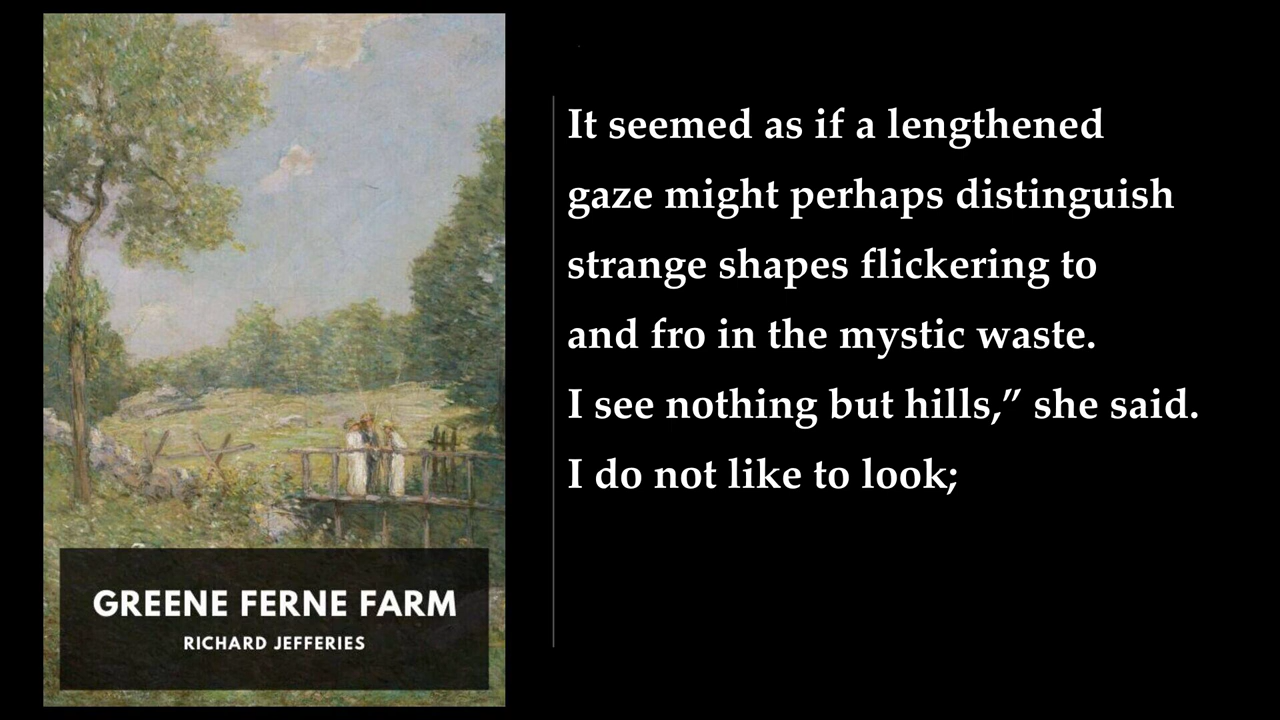 GREENE FERNE FARM
RICHARD JEFFERIES
It seemed as if a lengthened
gaze might perhaps distinguish
strange shapes flickering to
and fro in the mystic waste.
I see nothing but hills,” she said.
I do not like to look;